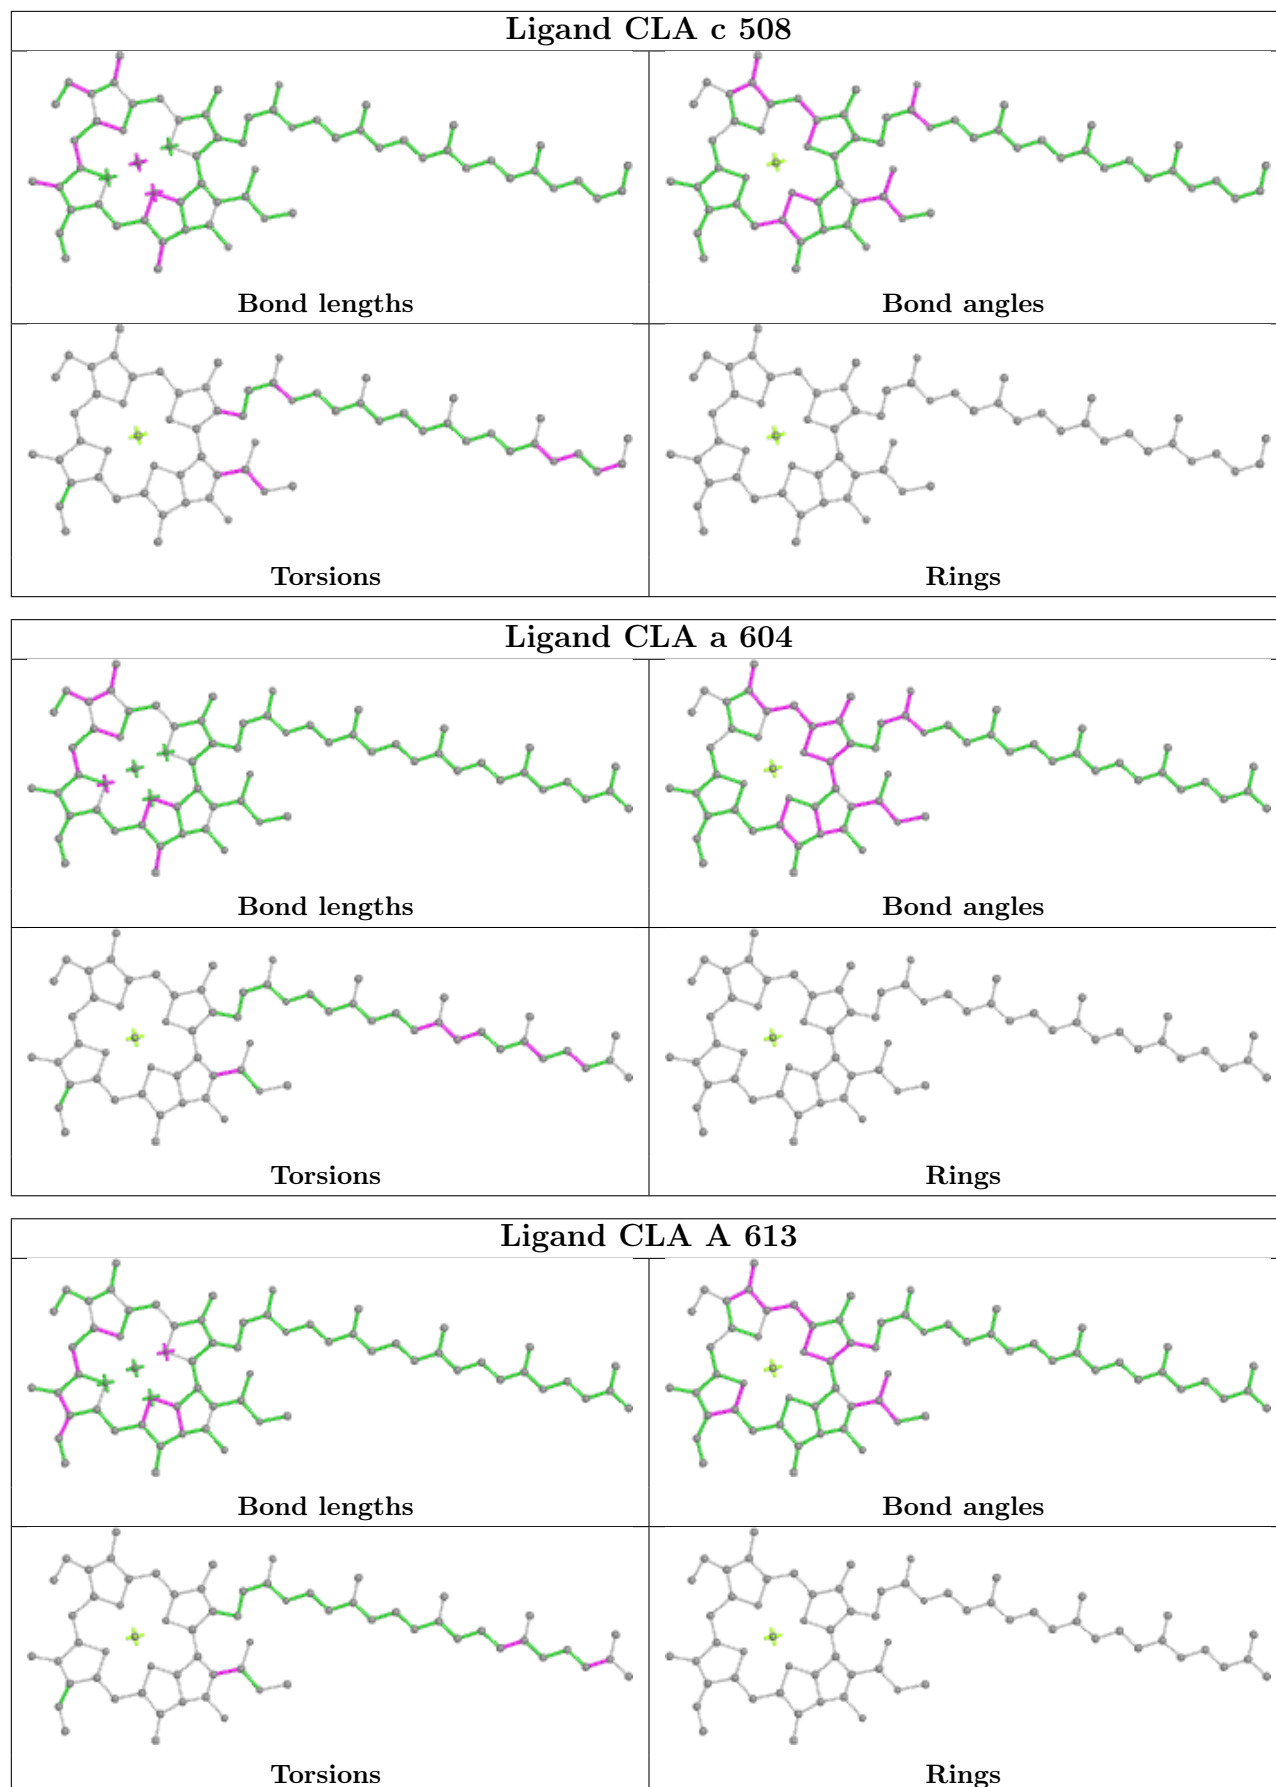 Ligand CLA c 508
Bond lengths
Bond angles
Torsions
Rings
Ligand CLA a 604
Bond lengths
Bond angles
Torsions
Rings
Ligand CLA A 613
Bond lengths
Bond angles
Torsions
Rings